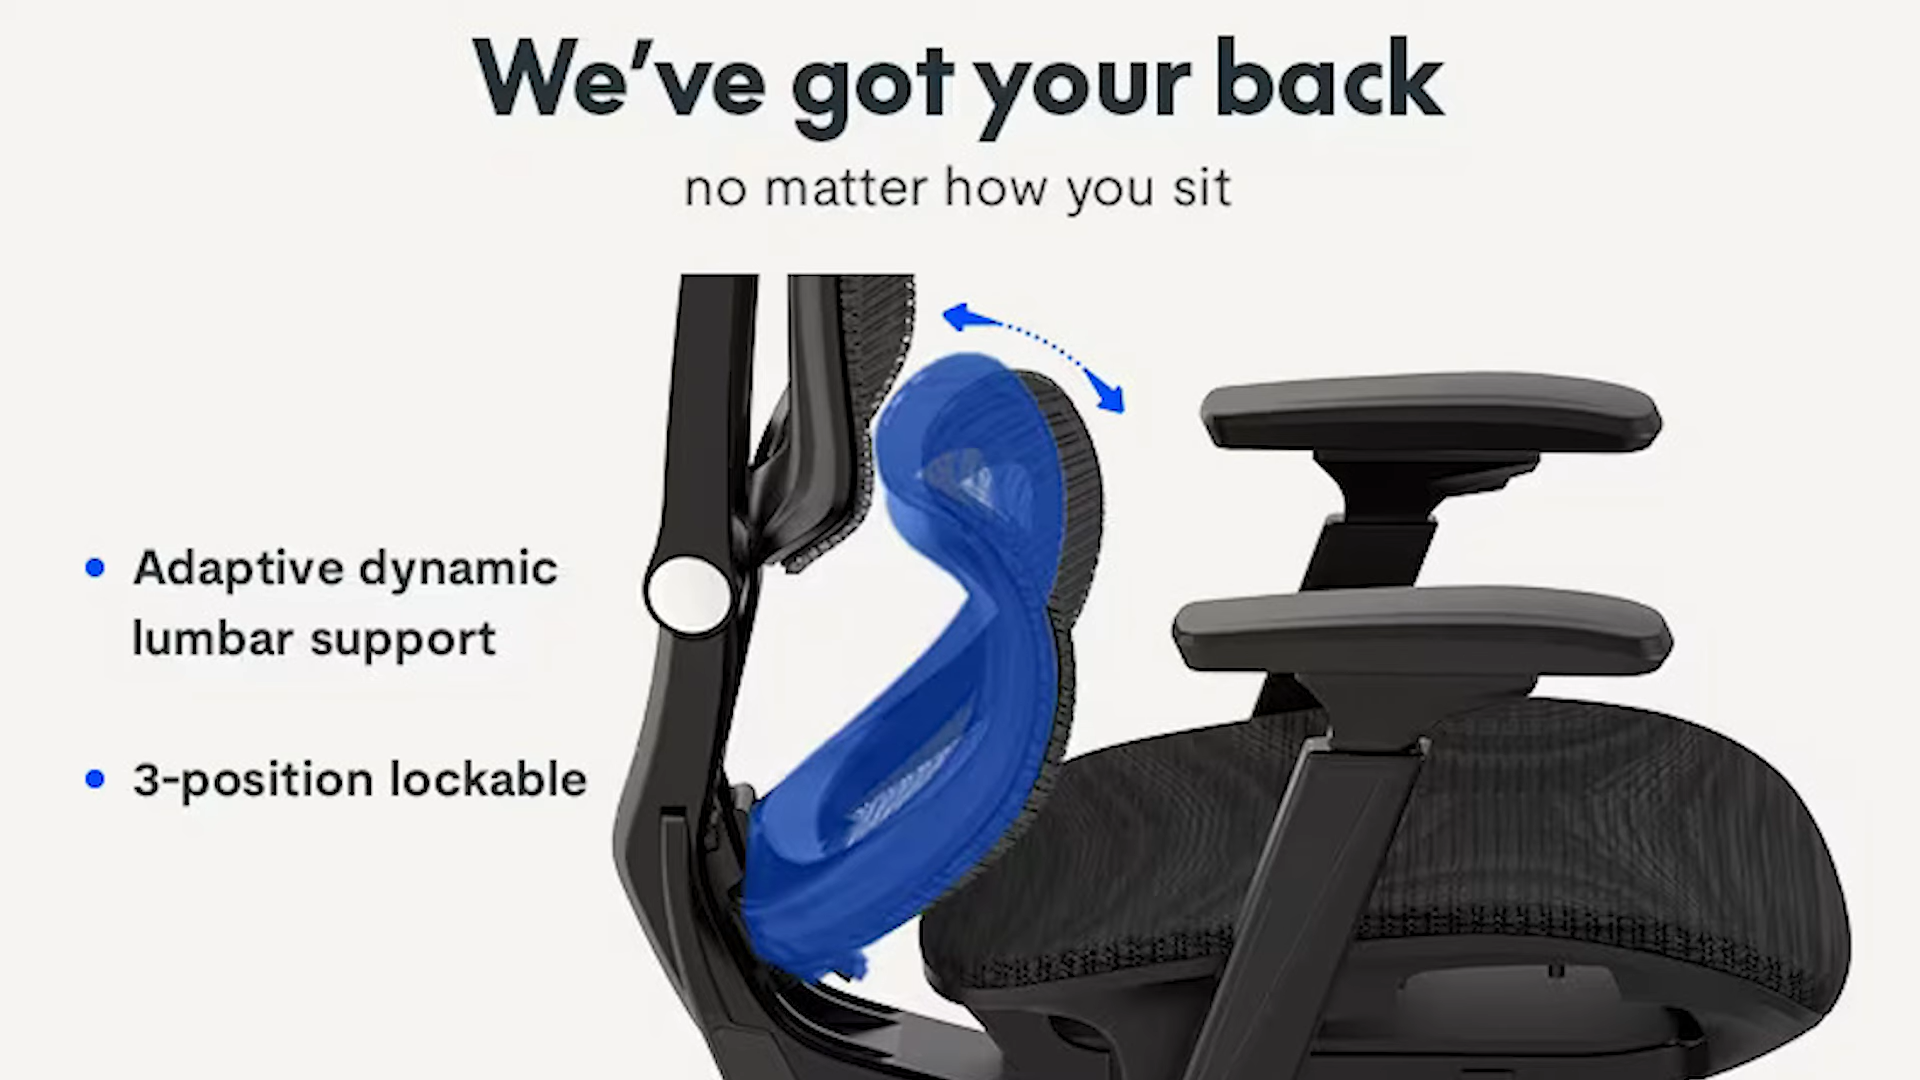 We’ve got your back
no matter how you sit
Adaptive dynamic
lumbar support
3-position lockable